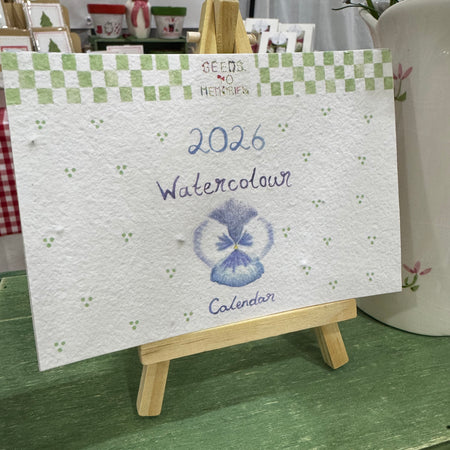 SEEDS
TO
MEMORIES
2026
Watercolour
Calendar